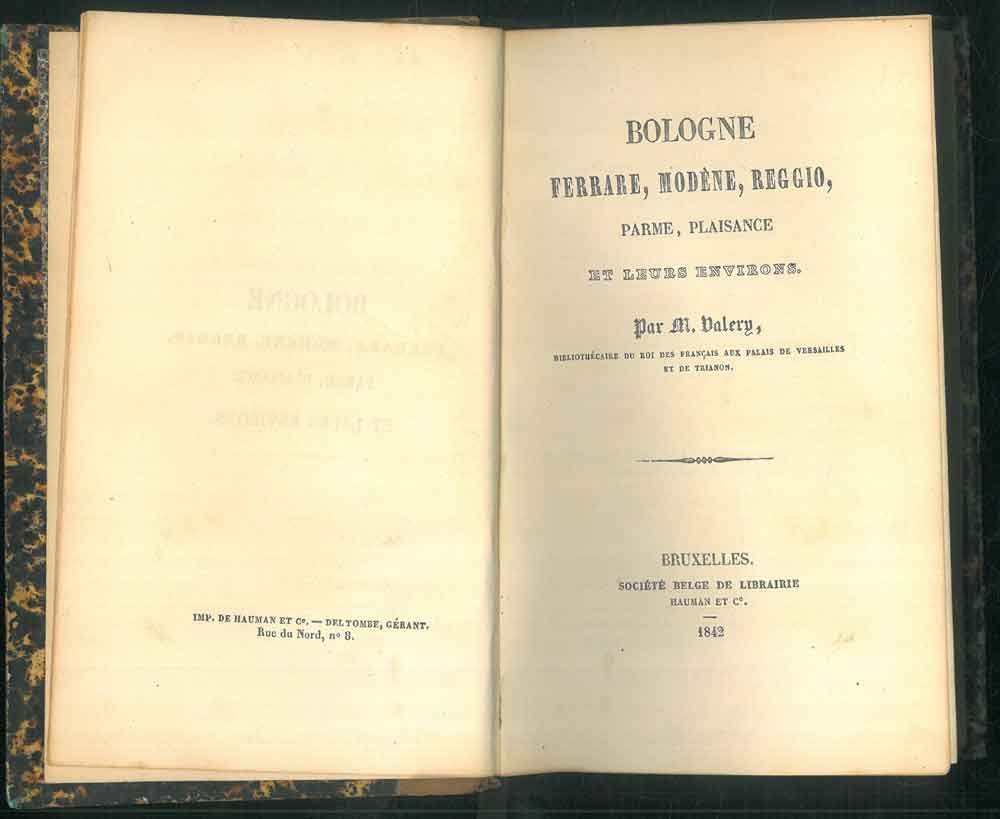 IMP. DE HAUMAN ET Cᵒ. — DELTOMBE, GÉRANT.
Rue du Nord, nᵒ 8.
BOLOGNE
FERRARE, MODÈNE, REGGIO,
PARME, PLAISANCE
ET LEURS ENVIRONS.
Par M. Valery,
BIBLIOTHÉCAIRE DU ROI DES FRANÇAIS AUX PALAIS DE VERSAILLES
ET DE TRIANON.
BRUXELLES.
SOCIÉTÉ BELGE DE LIBRAIRIE
HAUMAN ET Cᵒ.
1842